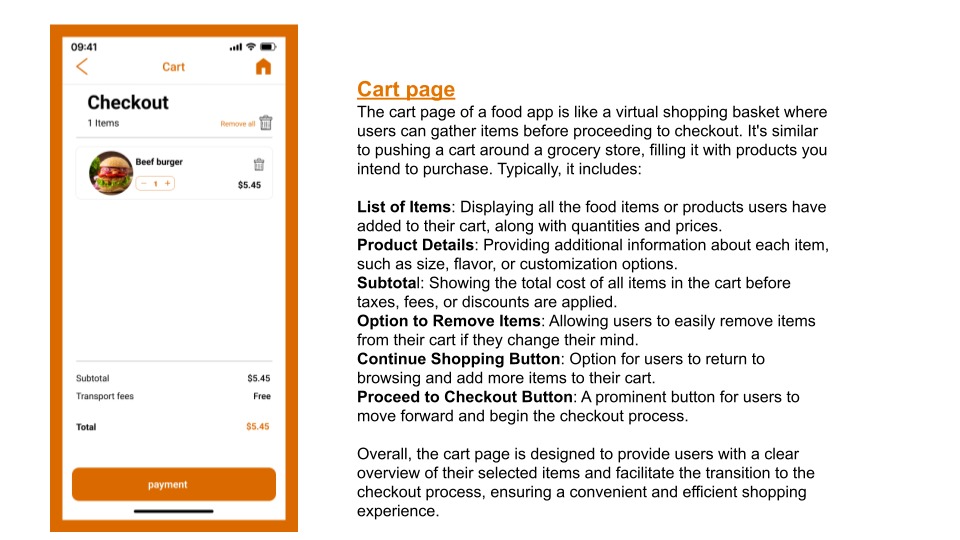 09:41
Cart
Checkout
1 Items
Remove all
Beef burger
− 1 +
$5.45
Subtotal $5.45
Transport fees Free
Total $5.45
payment
Cart page
The cart page of a food app is like a virtual shopping basket where
users can gather items before proceeding to checkout. It's similar
to pushing a cart around a grocery store, filling it with products you
intend to purchase. Typically, it includes:
List of Items: Displaying all the food items or products users have
added to their cart, along with quantities and prices.
Product Details: Providing additional information about each item,
such as size, flavor, or customization options.
Subtotal: Showing the total cost of all items in the cart before
taxes, fees, or discounts are applied.
Option to Remove Items: Allowing users to easily remove items
from their cart if they change their mind.
Continue Shopping Button: Option for users to return to
browsing and add more items to their cart.
Proceed to Checkout Button: A prominent button for users to
move forward and begin the checkout process.
Overall, the cart page is designed to provide users with a clear
overview of their selected items and facilitate the transition to the
checkout process, ensuring a convenient and efficient shopping
experience.